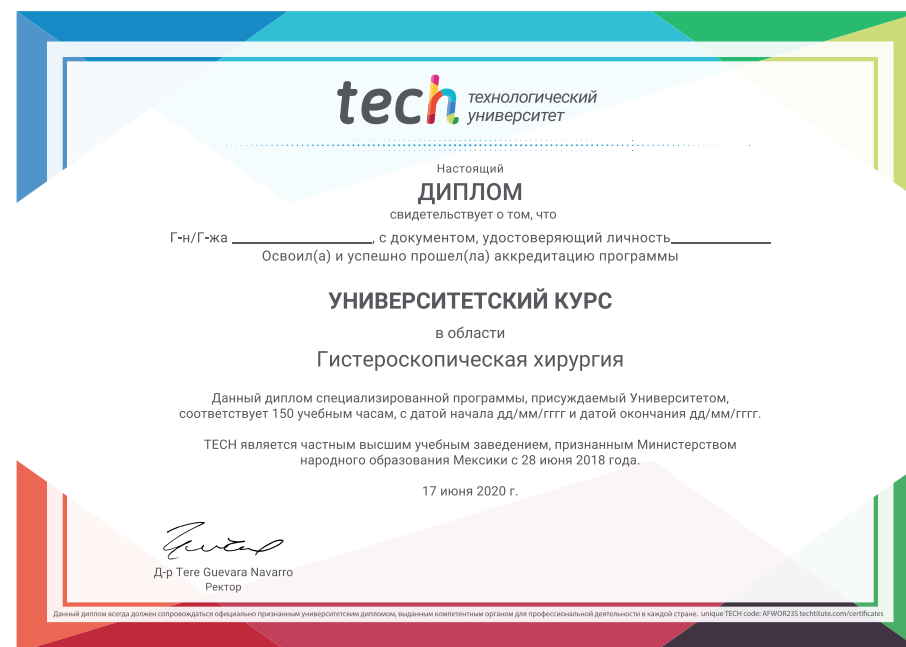 tech технологический
университет
Настоящий
ДИПЛОМ
свидетельствует о том, что
Г-н/Г-жа ____________________, с документом, удостоверяющий личность______________
Освоил(а) и успешно прошел(ла) аккредитацию программы
УНИВЕРСИТЕТСКИЙ КУРС
в области
Гистероскопическая хирургия
Данный диплом специализированной программы, присуждаемый Университетом,
соответствует 150 учебным часам, с датой начала дд/мм/гггг и датой окончания дд/мм/гггг.
TECH является частным высшим учебным заведением, признанным Министерством
народного образования Мексики с 28 июня 2018 года.
17 июня 2020 г.
Д-р Tere Guevara Navarro
Ректор
Данный диплом всегда должен сопровождаться официально признанным университетским дипломом, выданным компетентным органом для профессиональной деятельности в каждой стране. unique TECH code: AFWOR23S techtitute.com/certificates